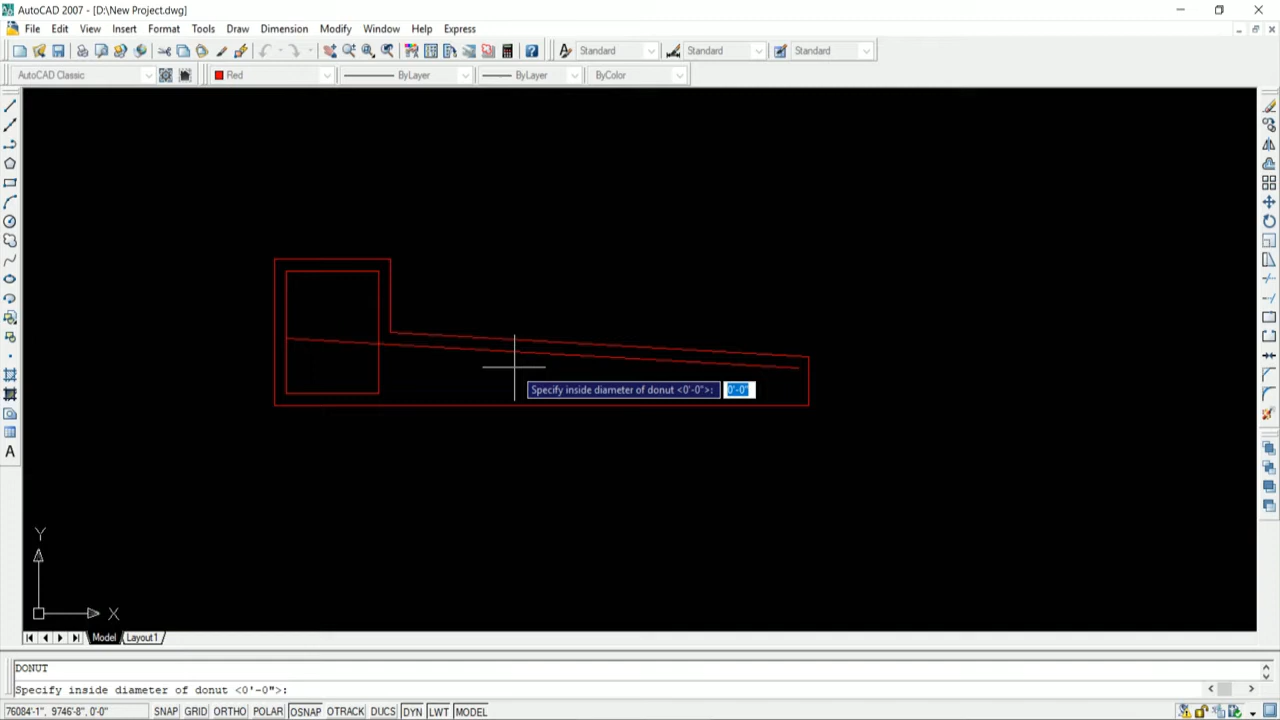 AutoCAD 2007 - [D:\New Project.dwg]
File Edit View Insert Format Tools Draw Dimension Modify Window Help Express
Standard Standard Standard
AutoCAD Classic Red ByLayer ByLayer ByColor
Specify inside diameter of donut <0'-0">: 0'-0"
A
Y
X
Model Layout1
DONUT
Specify inside diameter of donut <0'-0">:
76084'-1", 9746'-8", 0'-0" SNAP GRID ORTHO POLAR OSNAP OTRACK DUCS DYN LWT MODEL